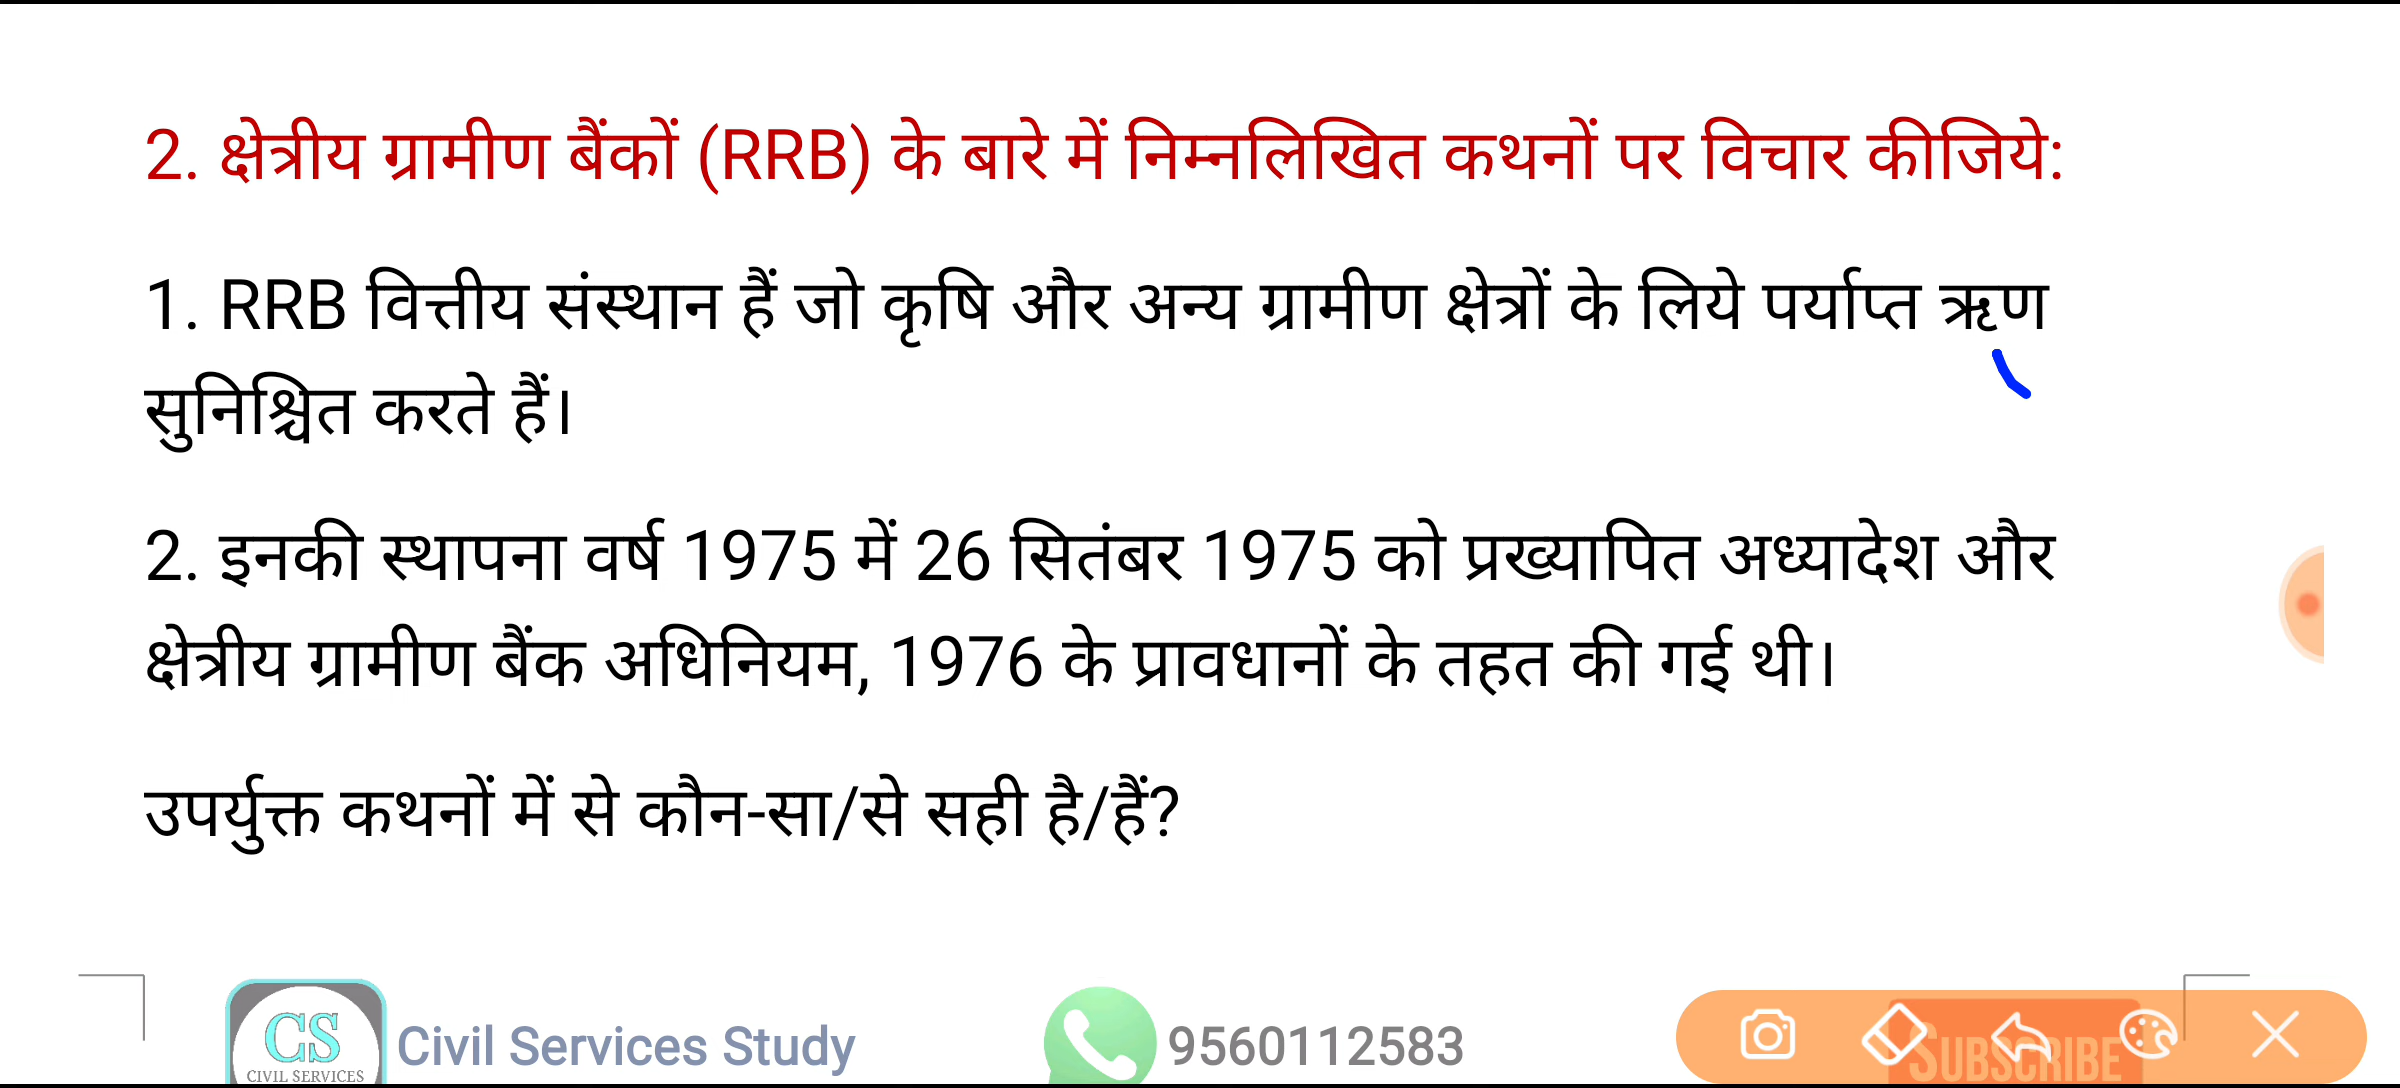 2. क्षेत्रीय ग्रामीण बैंकों (RRB) के बारे में निम्नलिखित कथनों पर विचार कीजिये:
1. RRB वित्तीय संस्थान हैं जो कृषि और अन्य ग्रामीण क्षेत्रों के लिये पर्याप्त ऋण
सुनिश्चित करते हैं।
2. इनकी स्थापना वर्ष 1975 में 26 सितंबर 1975 को प्रख्यापित अध्यादेश और
क्षेत्रीय ग्रामीण बैंक अधिनियम, 1976 के प्रावधानों के तहत की गई थी।
उपर्युक्त कथनों में से कौन-सा/से सही है/हैं?
CS
CIVIL SERVICES
Civil Services Study
9560112583
SUBSCRIBE